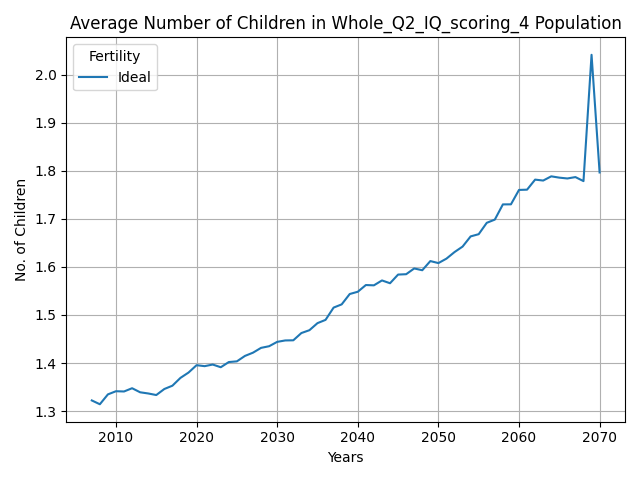 Average Number of Children in Whole_Q2_IQ_scoring_4 Population
Fertility
Ideal
No. of Children
2.0
1.9
1.8
1.7
1.6
1.5
1.4
1.3
2010 2020 2030 2040 2050 2060 2070
Years